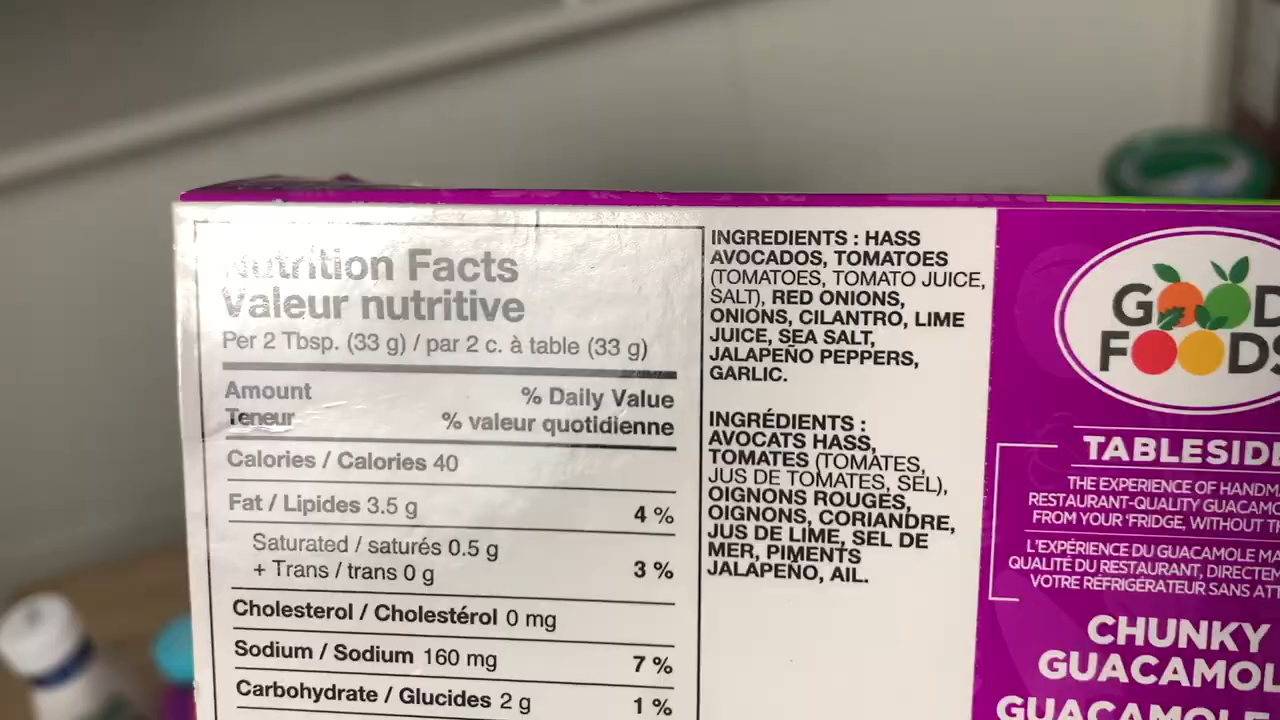 Nutrition Facts
Valeur nutritive
Per 2 Tbsp. (33 g) / par 2 c. à table (33 g)
Amount % Daily Value
Teneur % valeur quotidienne
Calories / Calories 40
Fat / Lipides 3.5 g 4 %
Saturated / saturés 0.5 g
+ Trans / trans 0 g 3 %
Cholesterol / Cholestérol 0 mg
Sodium / Sodium 160 mg 7 %
Carbohydrate / Glucides 2 g 1 %
INGREDIENTS : HASS
AVOCADOS, TOMATOES
(TOMATOES, TOMATO JUICE,
SALT), RED ONIONS,
ONIONS, CILANTRO, LIME
JUICE, SEA SALT,
JALAPEÑO PEPPERS,
GARLIC.
INGRÉDIENTS :
AVOCATS HASS,
TOMATES (TOMATES,
JUS DE TOMATES, SEL),
OIGNONS ROUGES,
OIGNONS, CORIANDRE,
JUS DE LIME, SEL DE
MER, PIMENTS
JALAPEÑO, AIL.
GOOD
FOODS
TABLESIDE
THE EXPERIENCE OF
RESTAURANT-QUALITY
FROM YOUR 'FRIDGE, WITHOUT
L'EXPÉRIENCE DU GUACAMOLE
QUALITÉ DU RESTAURANT,
VOTRE RÉFRIGÉRATEUR SANS
CHUNKY
GUACAMOL
GUACAMOLE